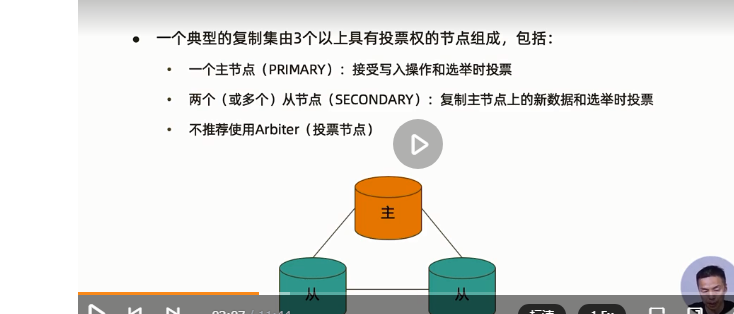 ● 一个典型的复制集由3个以上具有投票权的节点组成，包括：
• 一个主节点（PRIMARY）：接受写入操作和选举时投票
• 两个（或多个）从节点（SECONDARY）：复制主节点上的新数据和选举时投票
• 不推荐使用Arbiter（投票节点）
主
从
从